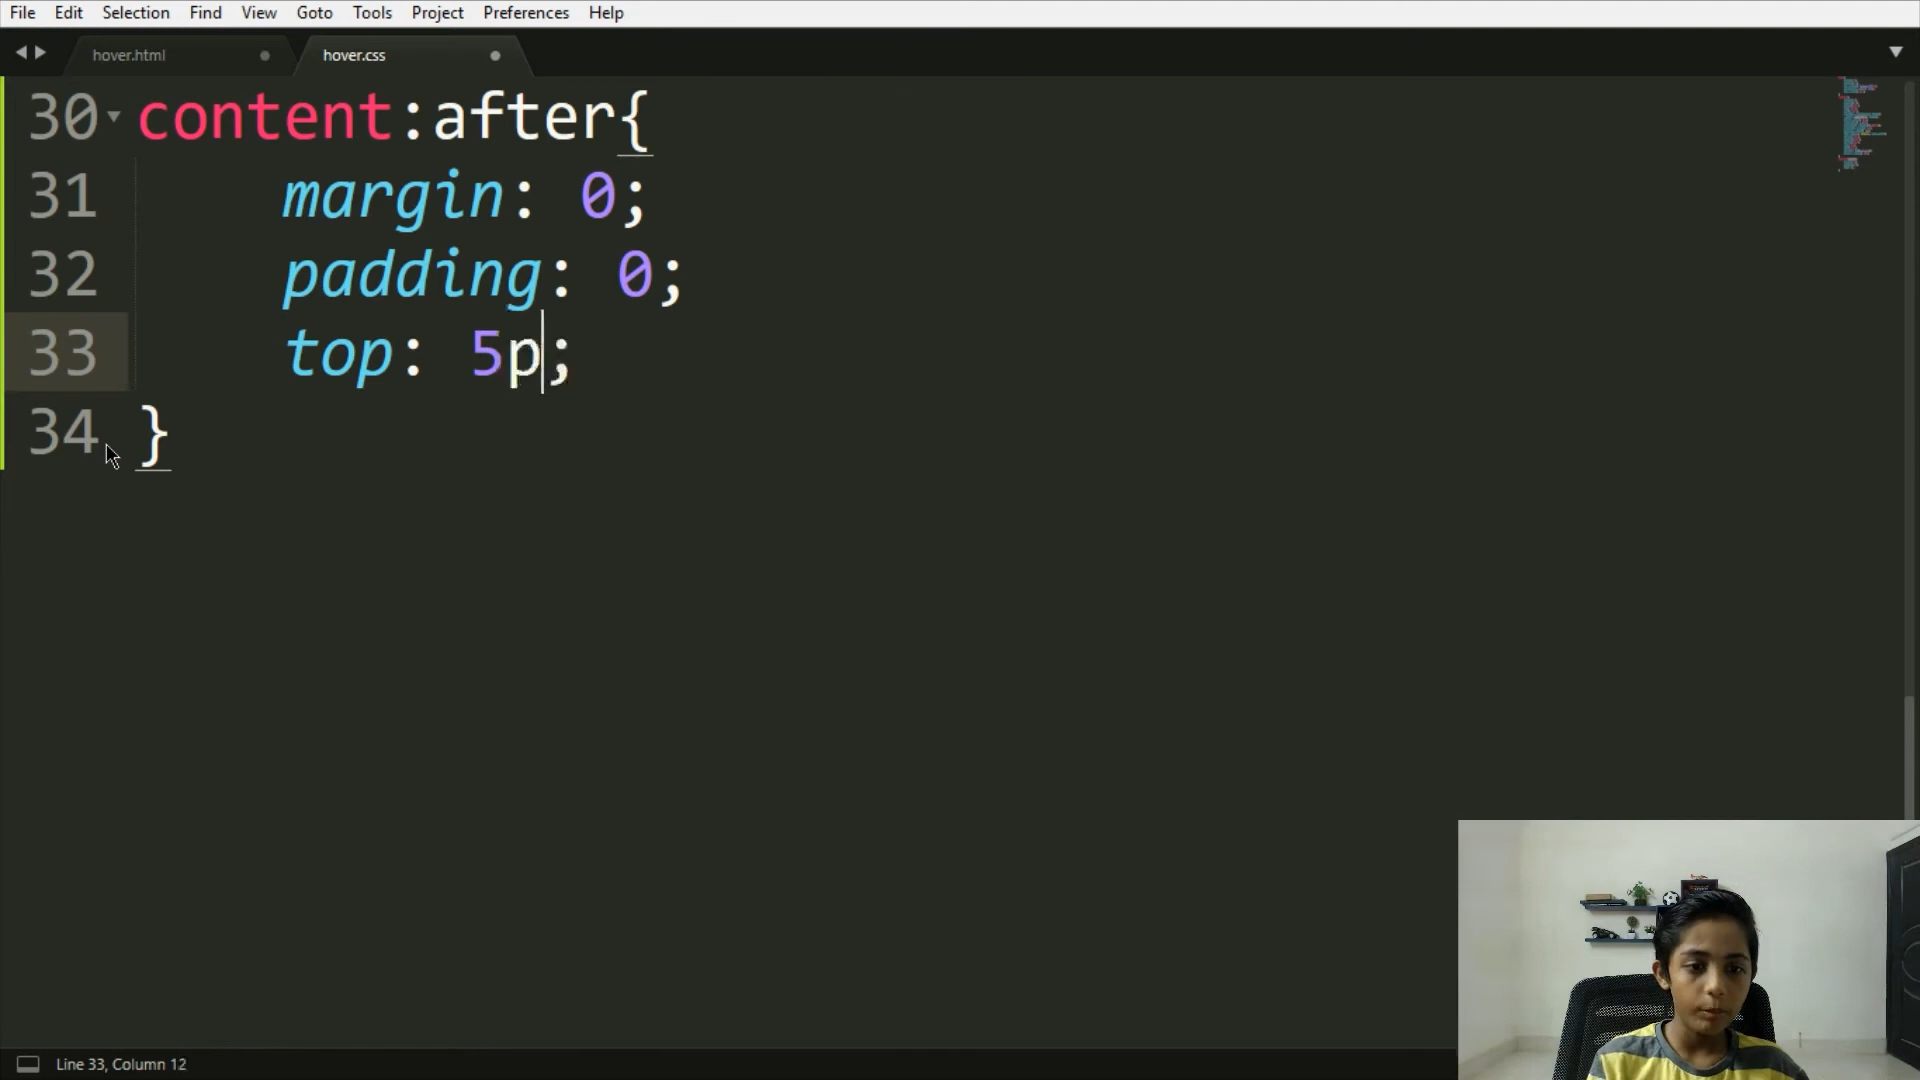 File Edit Selection Find View Goto Tools Project Preferences Help
hover.html hover.css
30 content:after{
31 margin: 0;
32 padding: 0;
33 top: 5p;
34 }
Line 33, Column 12